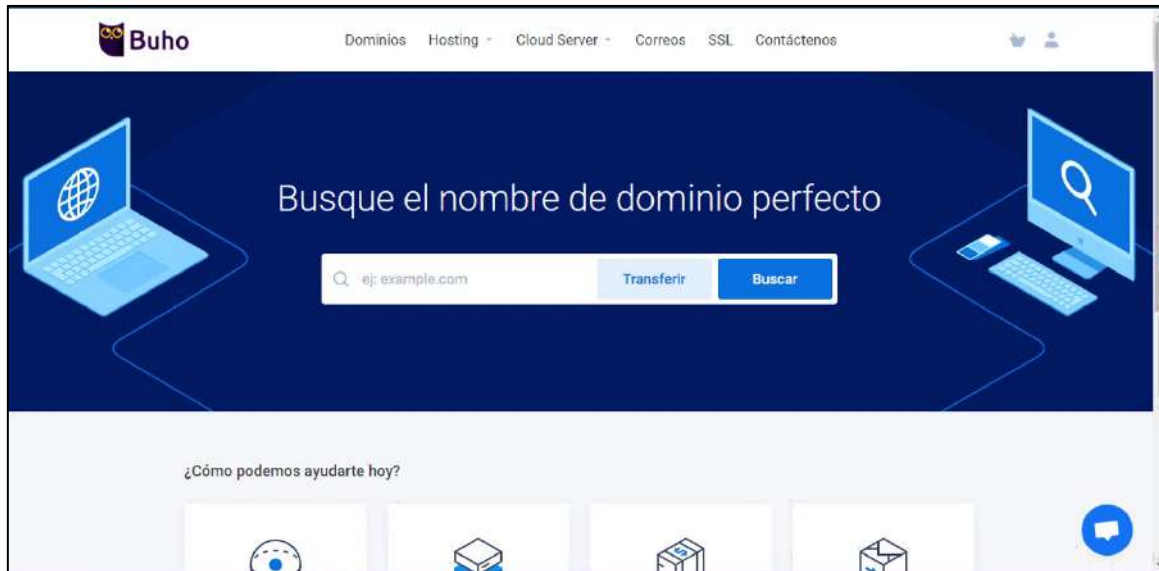 Buho
Dominios Hosting Cloud Server Correos SSL Contáctenos
Busque el nombre de dominio perfecto
ej: example.com Transferir Buscar
¿Cómo podemos ayudarte hoy?